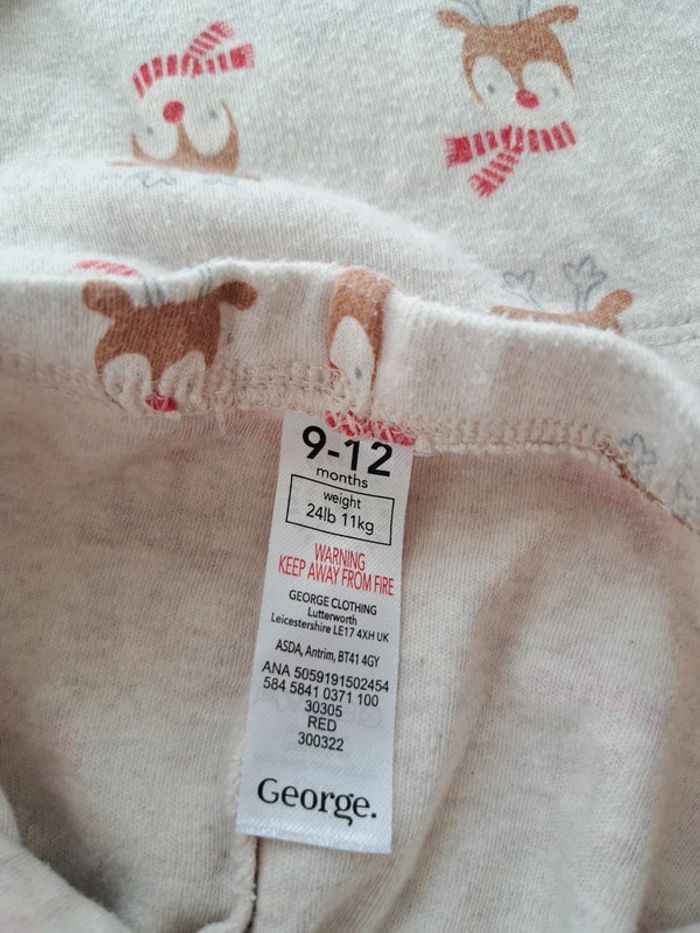 9-12
months
weight
24lb 11kg
WARNING
KEEP AWAY FROM FIRE
GEORGE CLOTHING
Lutterworth
Leicestershire LE17 4XH UK
ASDA, Antrim, BT41 4GY
ANA 5059191502454
584 5841 0371 100
30305
RED
300322
George.